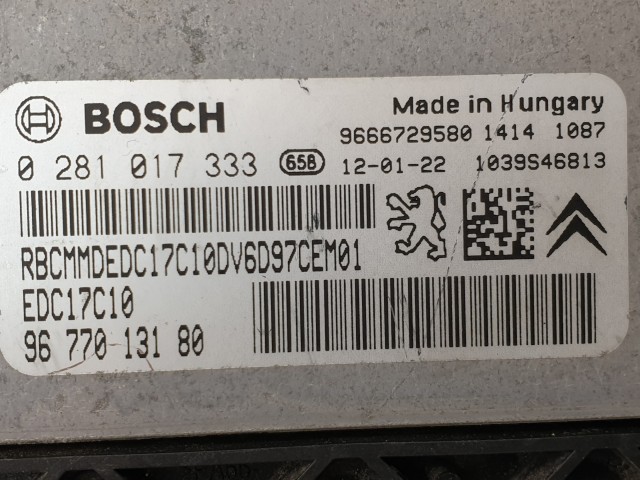 BOSCH
Made in Hungary
9666729580 1414 1087
0 281 017 333 658 12-01-22 1039S46813
RBCMMDEDC17C10DV6D97CEM01
EDC17C10
96 770 131 80